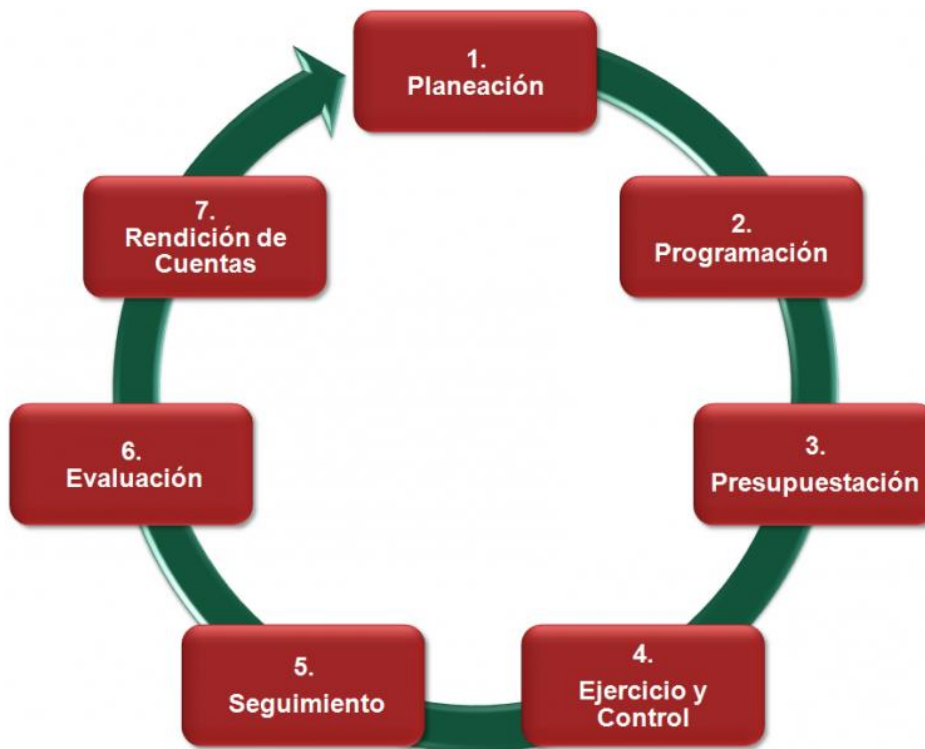 1.
Planeación
2.
Programación
3.
Presupuestación
4.
Ejercicio y
Control
5.
Seguimiento
6.
Evaluación
7.
Rendición de
Cuentas